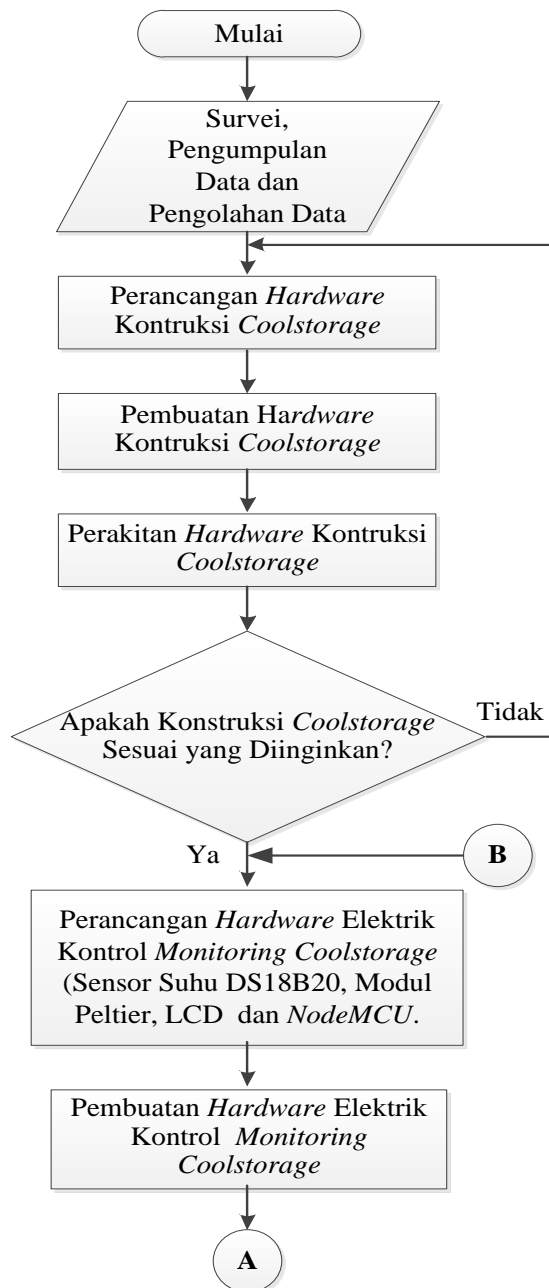 Mulai
Survei,
Pengumpulan
Data dan
Pengolahan Data
Perancangan Hardware
Kontruksi Coolstorage
Pembuatan Hardware
Kontruksi Coolstorage
Perakitan Hardware Kontruksi
Coolstorage
Apakah Konstruksi Coolstorage
Sesuai yang Diinginkan?
Tidak
Ya
B
Perancangan Hardware Elektrik
Kontrol Monitoring Coolstorage
(Sensor Suhu DS18B20, Modul
Peltier, LCD dan NodeMCU.
Pembuatan Hardware Elektrik
Kontrol Monitoring
Coolstorage
A